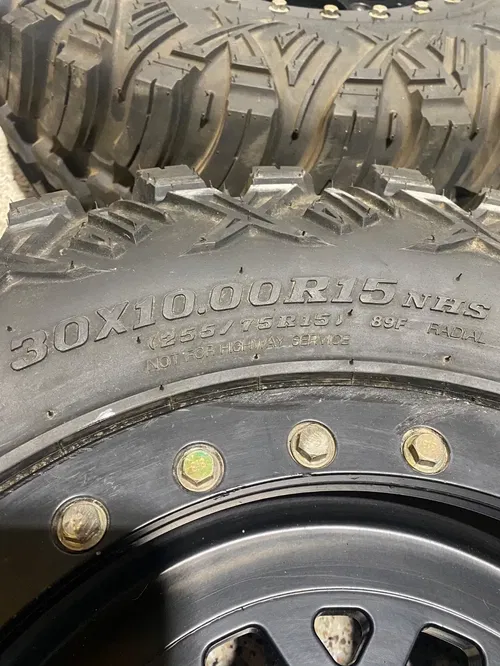 30X10.00R15 NHS
(255/75R15) 89F RADIAL
NOT FOR HIGHWAY SERVICE